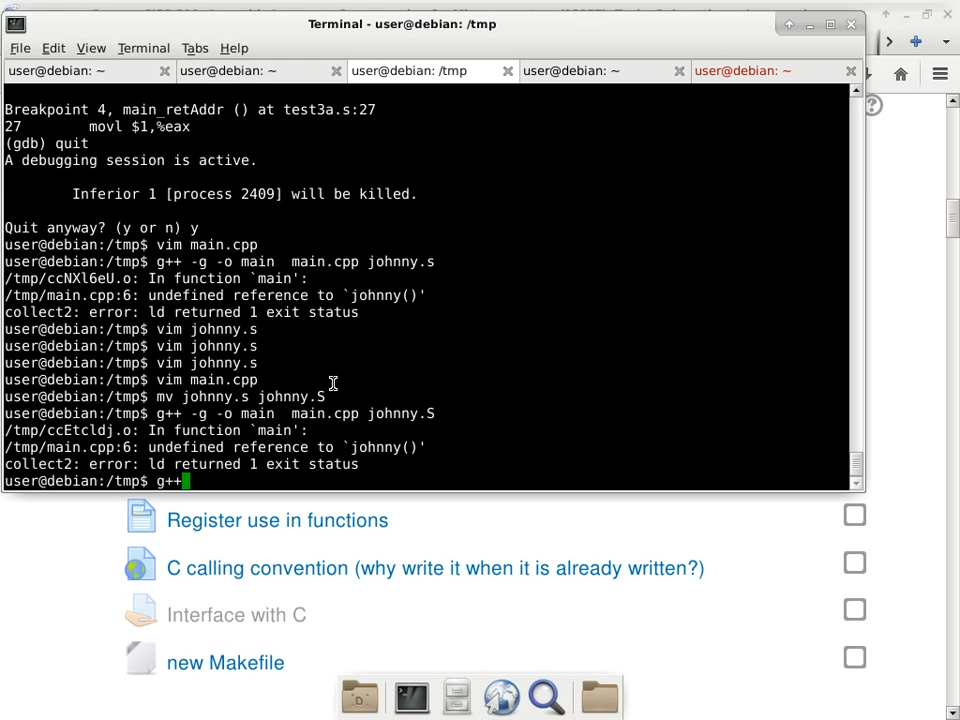 Terminal - user@debian: /tmp
File Edit View Terminal Tabs Help
user@debian: ~ user@debian: ~ user@debian: /tmp user@debian: ~ user@debian: ~
Breakpoint 4, main_retAddr () at test3a.s:27
27 movl $1,%eax
(gdb) quit
A debugging session is active.
Inferior 1 [process 2409] will be killed.
Quit anyway? (y or n) y
user@debian:/tmp$ vim main.cpp
user@debian:/tmp$ g++ -g -o main  main.cpp johnny.s
/tmp/ccNXl6eU.o: In function `main':
/tmp/main.cpp:6: undefined reference to `johnny()'
collect2: error: ld returned 1 exit status
user@debian:/tmp$ vim johnny.s
user@debian:/tmp$ vim johnny.s
user@debian:/tmp$ vim johnny.s
user@debian:/tmp$ vim main.cpp
user@debian:/tmp$ mv johnny.s johnny.S
user@debian:/tmp$ g++ -g -o main  main.cpp johnny.S
/tmp/ccEtcldj.o: In function `main':
/tmp/main.cpp:6: undefined reference to `johnny()'
collect2: error: ld returned 1 exit status
user@debian:/tmp$ g++
Register use in functions
C calling convention (why write it when it is already written?)
Interface with C
new Makefile